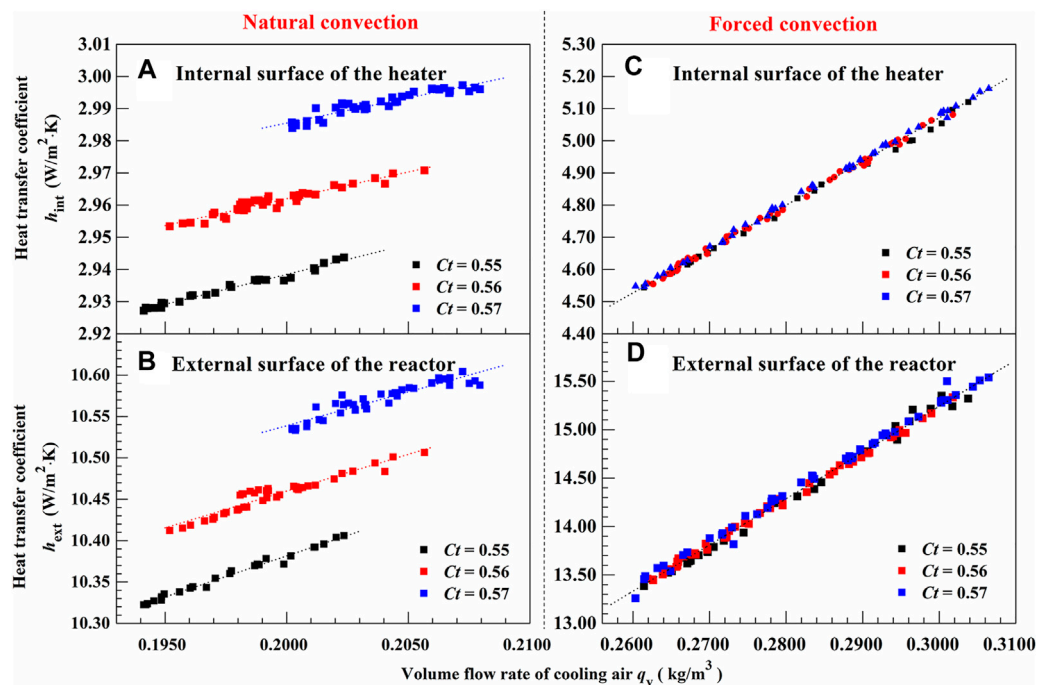 Natural convection
Forced convection
Heat transfer coefficient
h_int (W/m²·K)
3.01
3.00
2.99
2.98
2.97
2.96
2.94
2.93
2.92
A
Internal surface of the heater
Ct = 0.55
Ct = 0.56
Ct = 0.57
5.30
5.20
5.10
5.00
4.90
4.80
4.70
4.60
4.50
4.40
C
Internal surface of the heater
Ct = 0.55
Ct = 0.56
Ct = 0.57
Heat transfer coefficient
h_ext (W/m²·K)
10.60
10.55
10.45
10.40
10.35
10.30
B
External surface of the reactor
Ct = 0.55
Ct = 0.56
Ct = 0.57
0.1950
0.2000
0.2050
0.2100
15.50
15.00
14.50
14.00
13.50
13.00
D
External surface of the reactor
Ct = 0.55
Ct = 0.56
Ct = 0.57
0.2600
0.2700
0.2800
0.2900
0.3000
0.3100
Volume flow rate of cooling air q_v ( kg/m³)